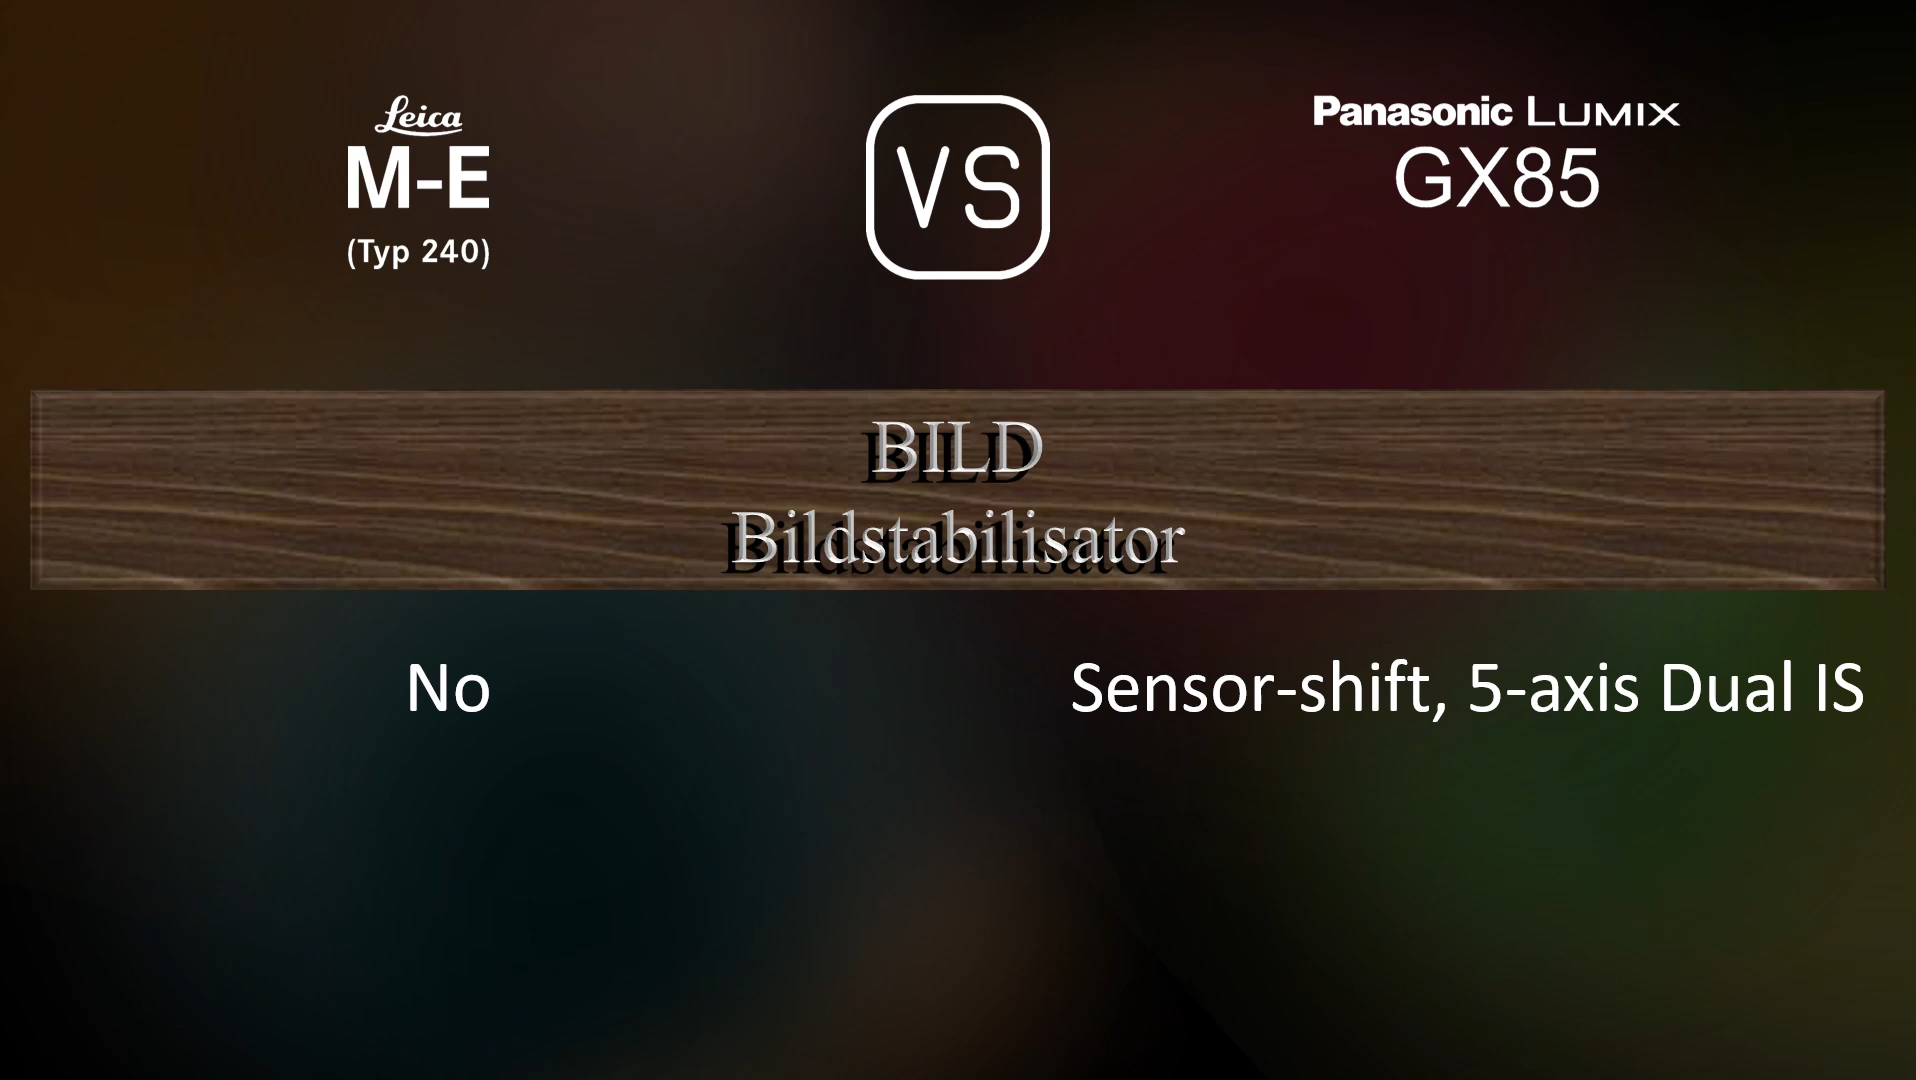 Leica
M-E
(Typ 240)
VS
Panasonic LUMIX
GX85
BILD
Bildstabilisator
No
Sensor-shift, 5-axis Dual IS